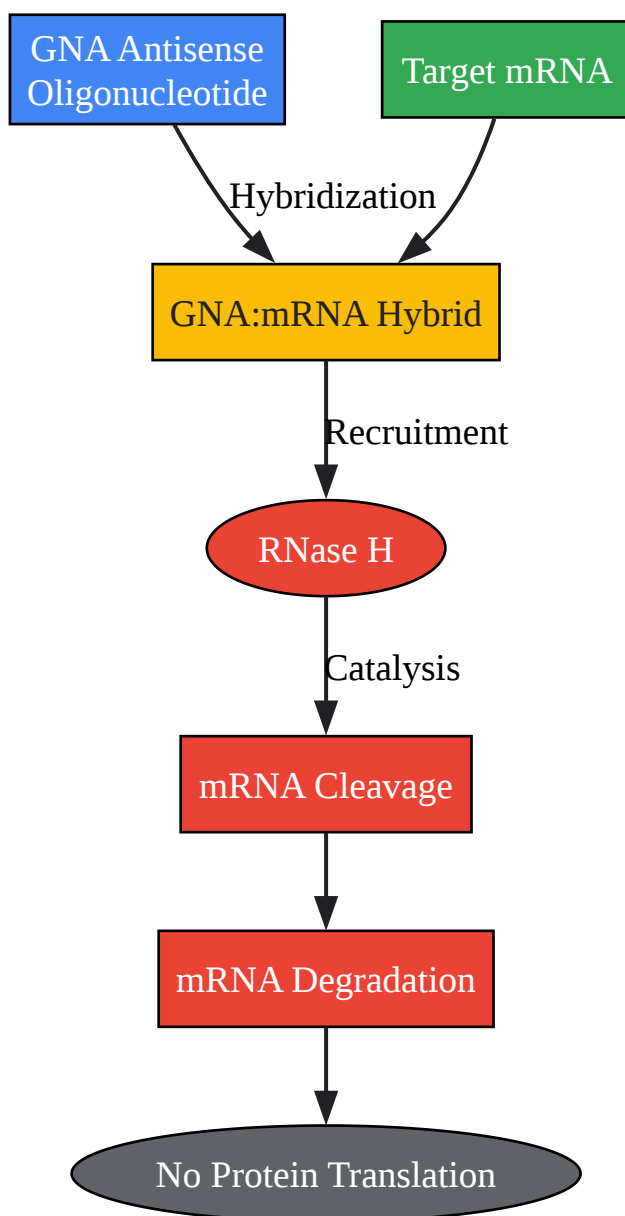 GNA Antisense
Oligonucleotide
Target mRNA
Hybridization
GNA:mRNA Hybrid
Recruitment
RNase H
Catalysis
mRNA Cleavage
mRNA Degradation
No Protein Translation